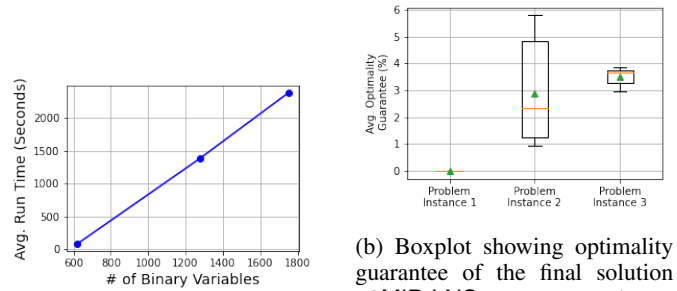 Avg. Run Time (Seconds)
2000
1500
1000
500
0
600 800 1000 1200 1400 1600 1800
# of Binary Variables
Avg. Optimality
Guarantee (%)
6
5
4
3
2
1
0
Problem Problem Problem
Instance 1 Instance 2 Instance 3
(b) Boxplot showing optimality
guarantee of the final solution